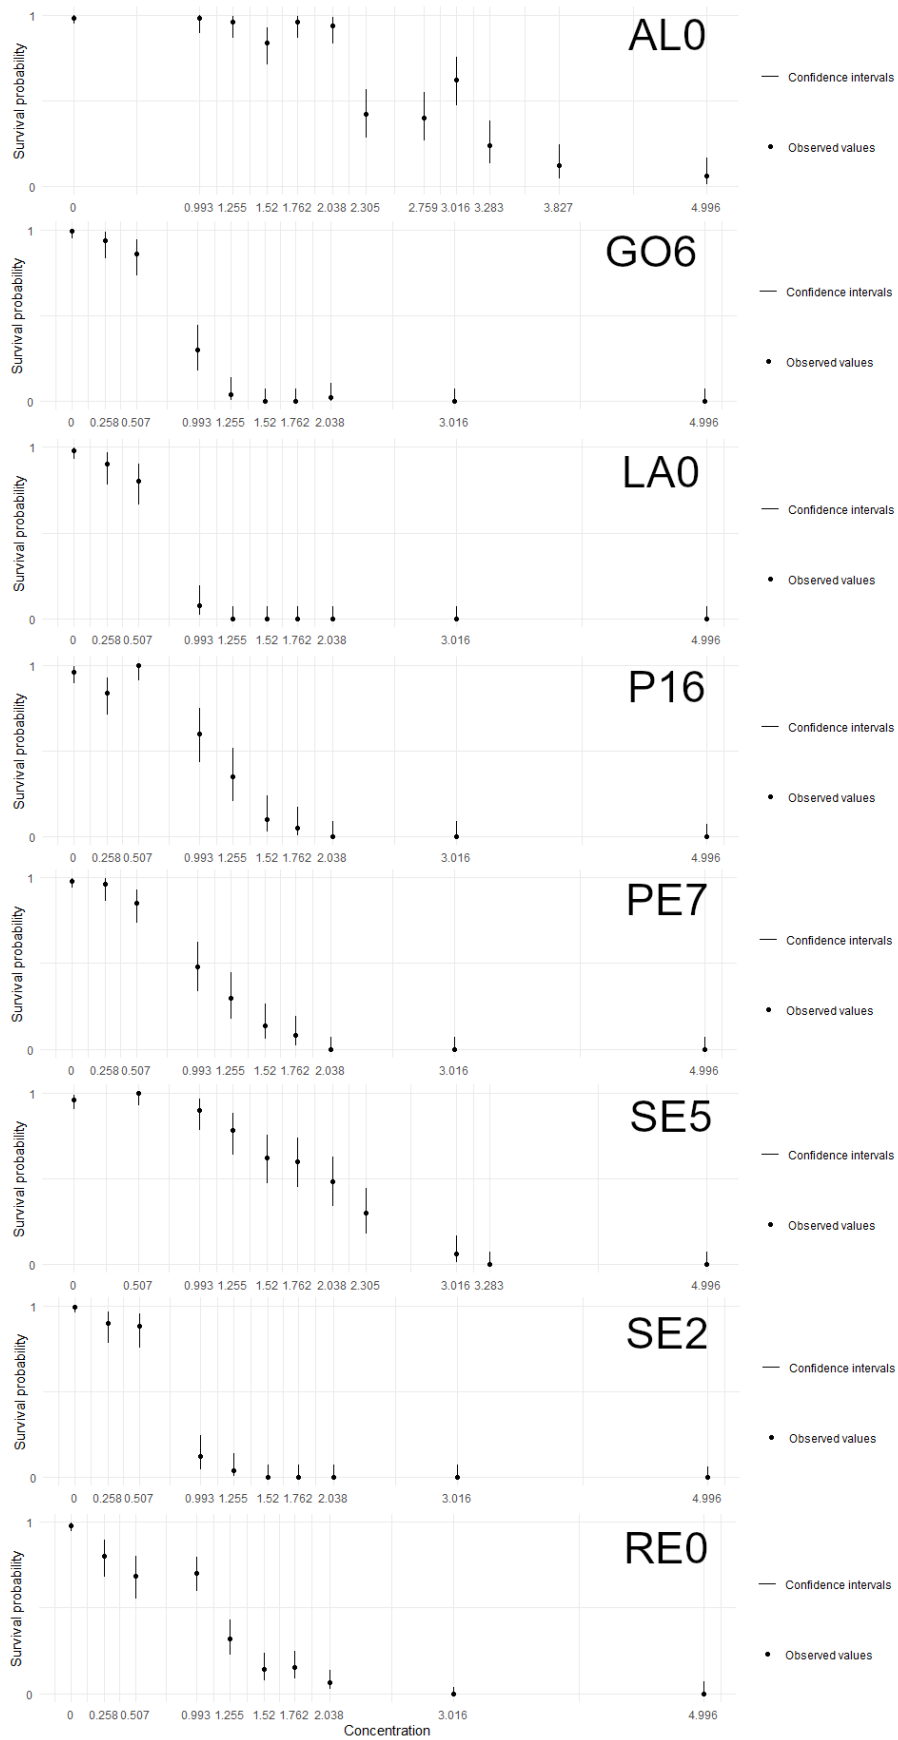 AL0
Survival probability
1
0
0 0.993 1.255 1.52 1.762 2.038 2.305 2.759 3.016 3.283 3.827 4.996
Confidence intervals
Observed values
GO6
Survival probability
1
0
0 0.258 0.507 0.993 1.255 1.52 1.762 2.038 3.016 4.996
Confidence intervals
Observed values
LA0
Survival probability
1
0
0 0.258 0.507 0.993 1.255 1.52 1.762 2.038 3.016 4.996
Confidence intervals
Observed values
P16
Survival probability
1
0
0 0.258 0.507 0.993 1.255 1.52 1.762 2.038 3.016 4.996
Confidence intervals
Observed values
PE7
Survival probability
1
0
0 0.258 0.507 0.993 1.255 1.52 1.762 2.038 3.016 4.996
Confidence intervals
Observed values
SE5
Survival probability
1
0
0 0.507 0.993 1.255 1.52 1.762 2.038 2.305 3.016 3.283 4.996
Confidence intervals
Observed values
SE2
Survival probability
1
0
0 0.258 0.507 0.993 1.255 1.52 1.762 2.038 3.016 4.996
Confidence intervals
Observed values
RE0
Survival probability
1
0
0 0.258 0.507 0.993 1.255 1.52 1.762 2.038 3.016 4.996
Confidence intervals
Observed values
Concentration